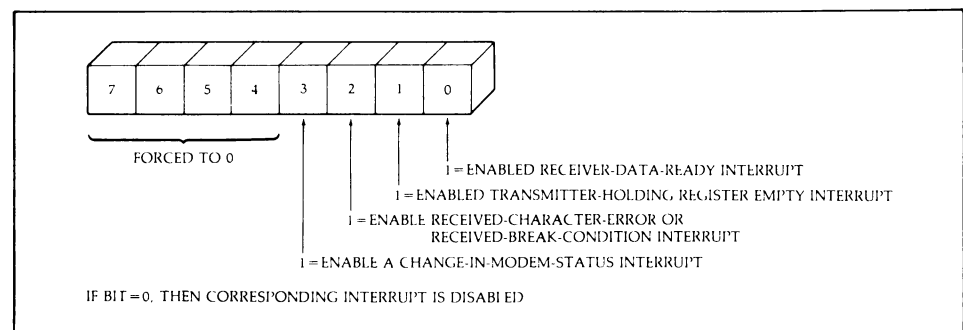 7 6 5 4 3 2 1 0
FORCED TO 0
1 = ENABLED RECEIVER-DATA-READY INTERRUPT
1 = ENABLED TRANSMITTER-HOLDING REGISTER EMPTY INTERRUPT
1 = ENABLE RECEIVED-CHARACTER-ERROR OR
RECEIVED-BREAK-CONDITION INTERRUPT
1 = ENABLE A CHANGE-IN-MODEM-STATUS INTERRUPT
IF BIT = 0, THEN CORRESPONDING INTERRUPT IS DISABLED